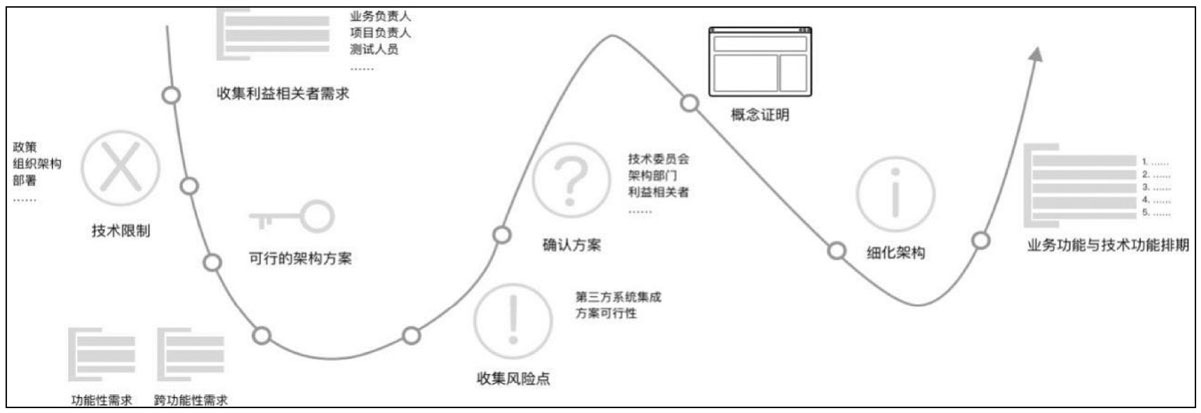 业务负责人
项目负责人
测试人员
……
收集利益相关者需求
政策
组织架构
部署
……
技术限制
可行的架构方案
功能性需求
跨功能性需求
收集风险点
第三方系统集成
方案可行性
确认方案
技术委员会
架构部门
利益相关者
……
概念证明
细化架构
1. ……
2. ……
3. ……
4. ……
5. ……
业务功能与技术功能排期